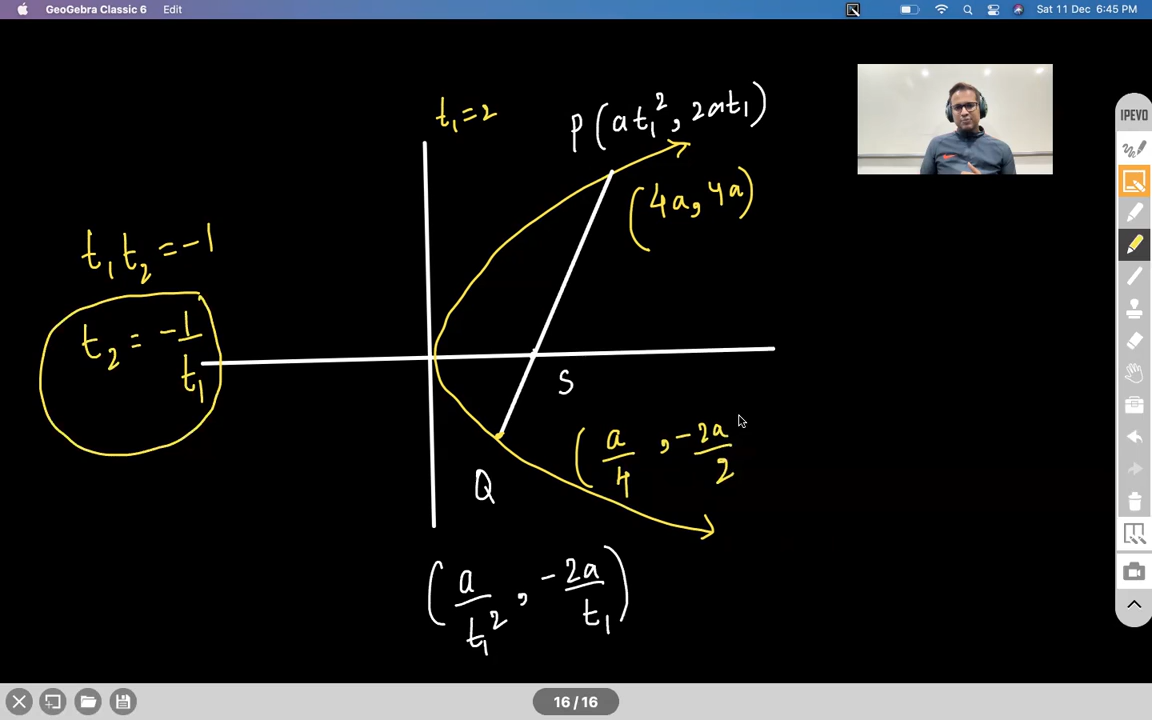 GeoGebra Classic 6 Edit
Sat 11 Dec 6:45 PM
IPEVO
t₁=2
P(at₁², 2at₁)
(4a, 4a)
t₁t₂ = -1
t₂ = -1/t₁
S
(a/4, -2a/2
Q
(a/t₁², -2a/t₁)
16 / 16